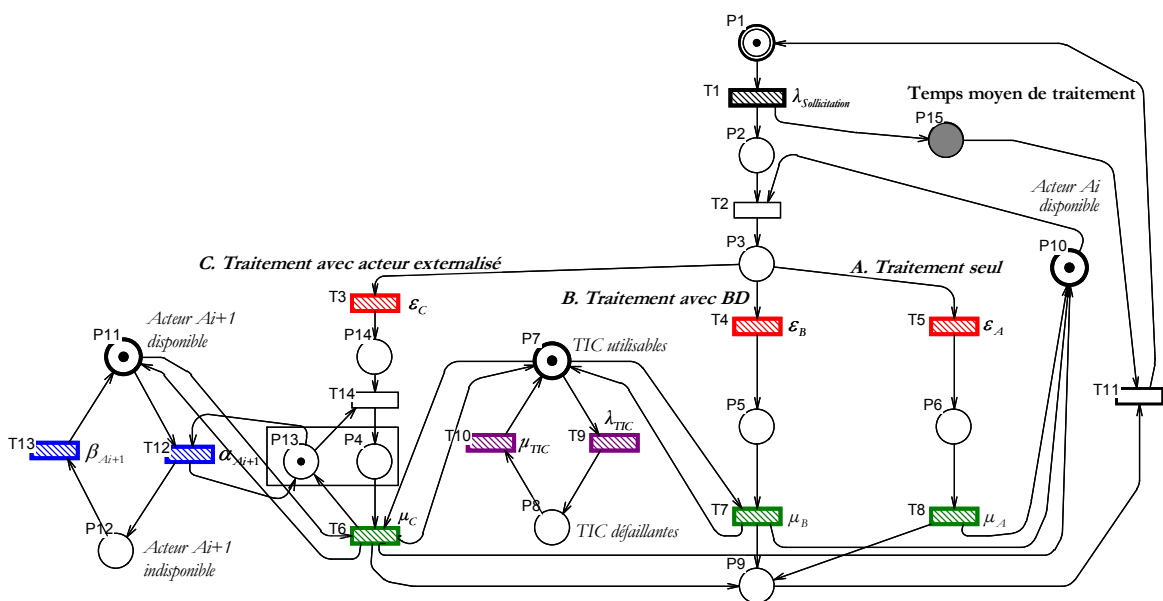 P1
T1
λSollicitation
Temps moyen de traitement
P15
P2
Acteur Ai
disponible
T2
P10
P3
C. Traitement avec acteur externalisé
A. Traitement seul
B. Traitement avec BD
T3
εC
T4
εB
T5
εA
Acteur Ai+1
disponible
P11
P14
P7
TIC utilisables
T11
T14
P5
P6
T13
βAi+1
T12
αAi+1
P13
P4
T10
μTIC
T9
λTIC
P8
TIC défaillantes
P12
Acteur Ai+1
indisponible
T6
μC
T7
μB
T8
μA
P9